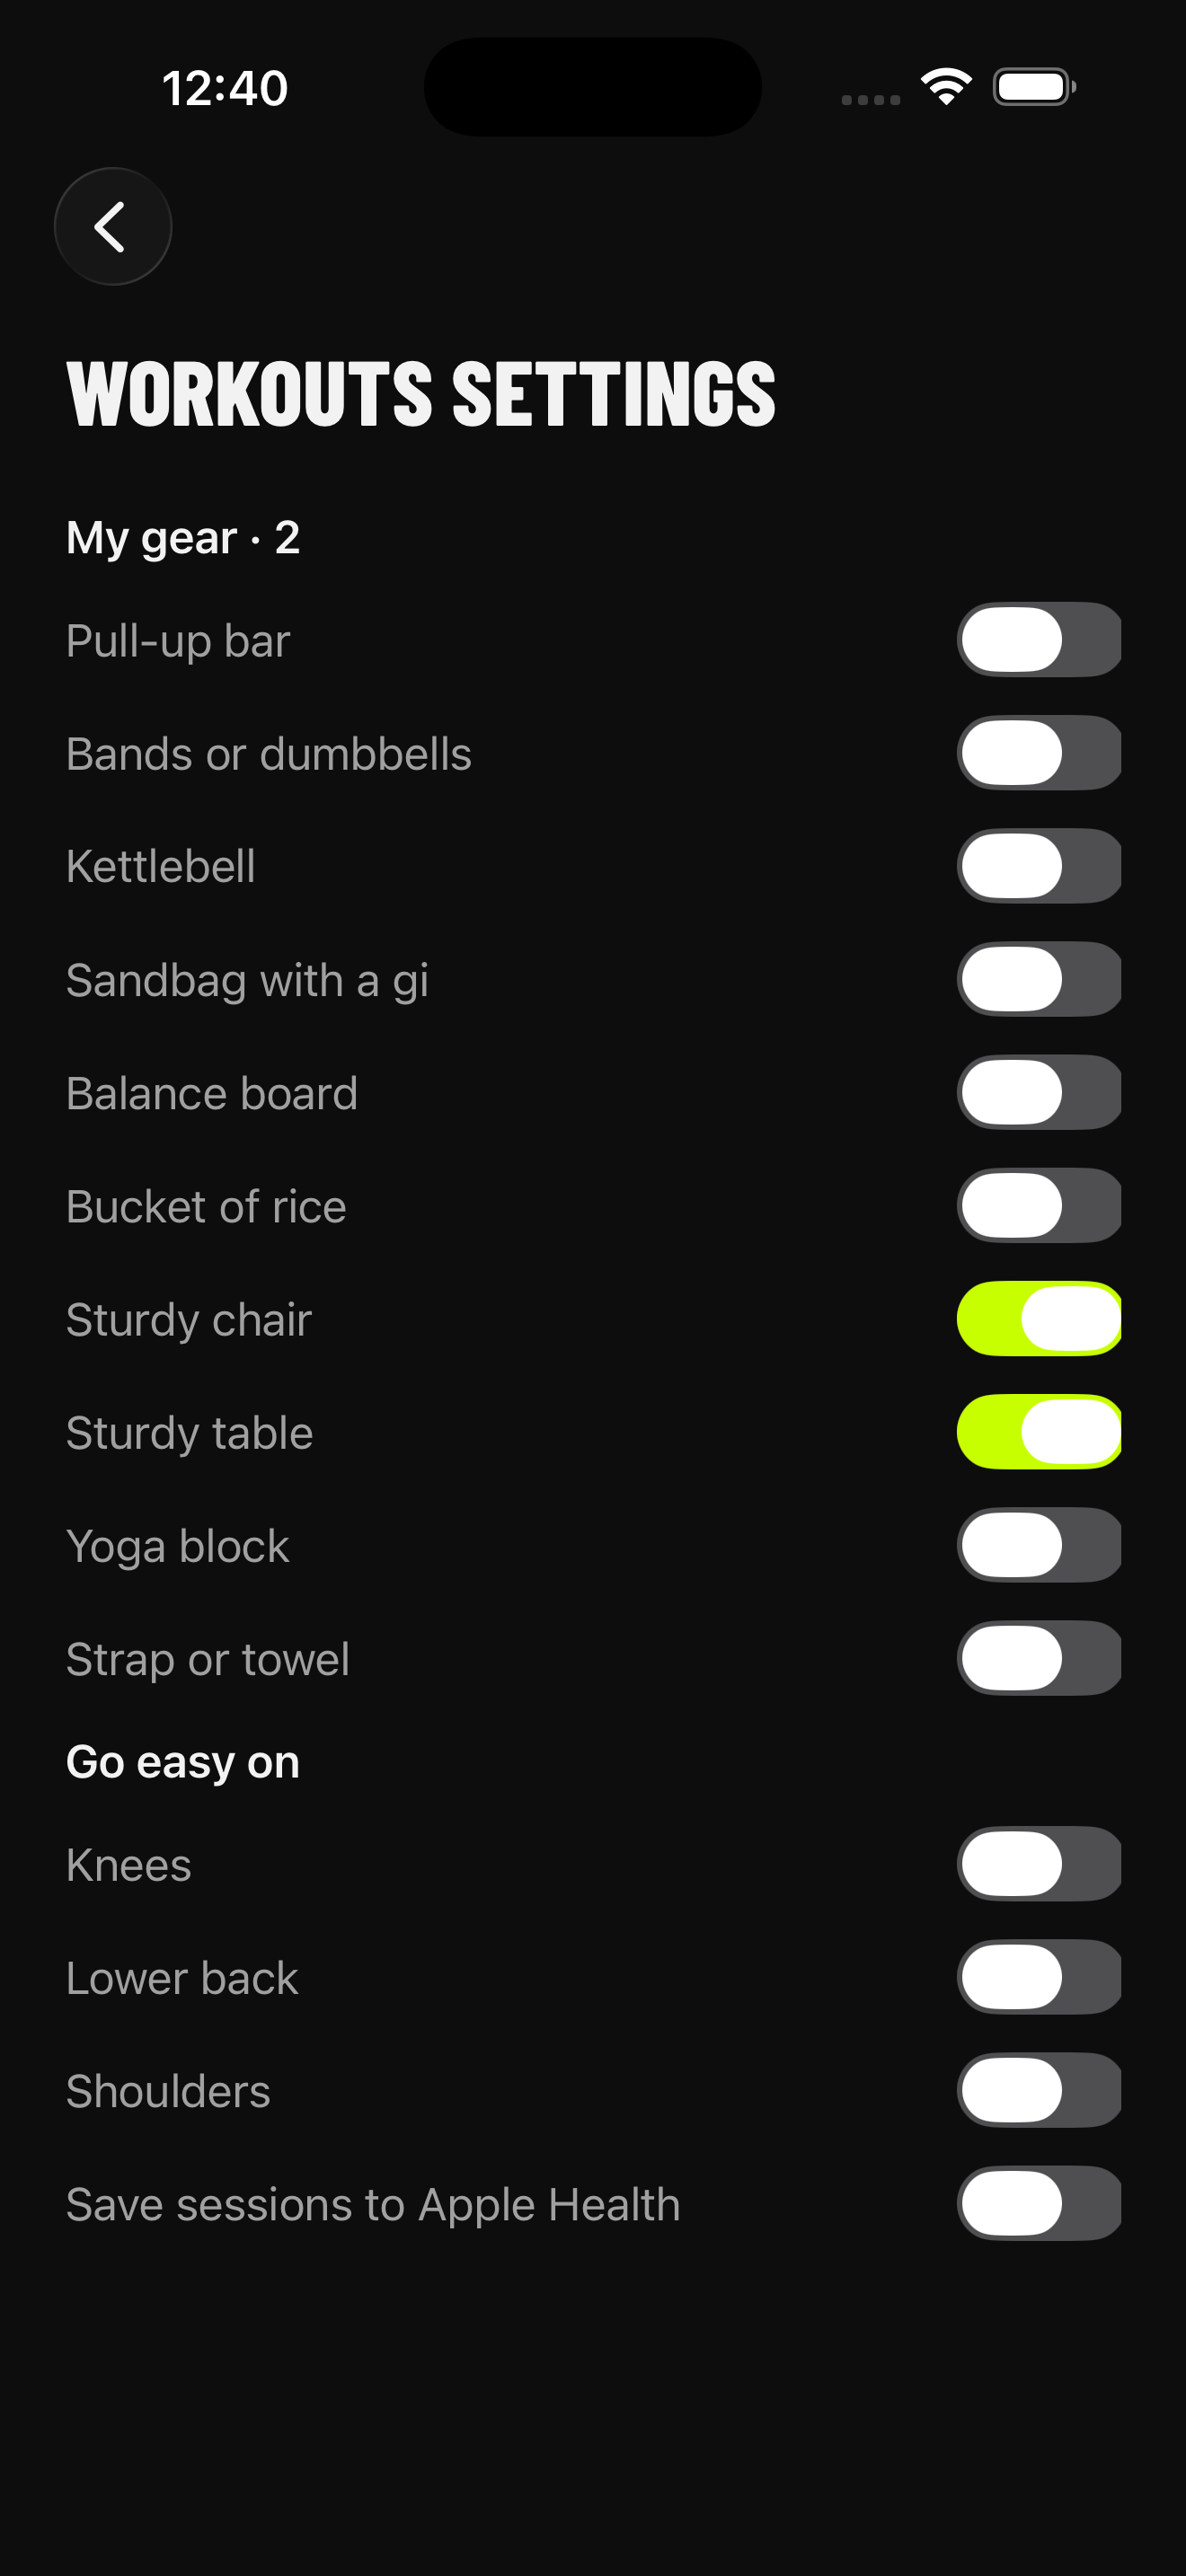 12:40
WORKOUTS SETTINGS
My gear · 2
Pull-up bar
Bands or dumbbells
Kettlebell
Sandbag with a gi
Balance board
Bucket of rice
Sturdy chair
Sturdy table
Yoga block
Strap or towel
Go easy on
Knees
Lower back
Shoulders
Save sessions to Apple Health